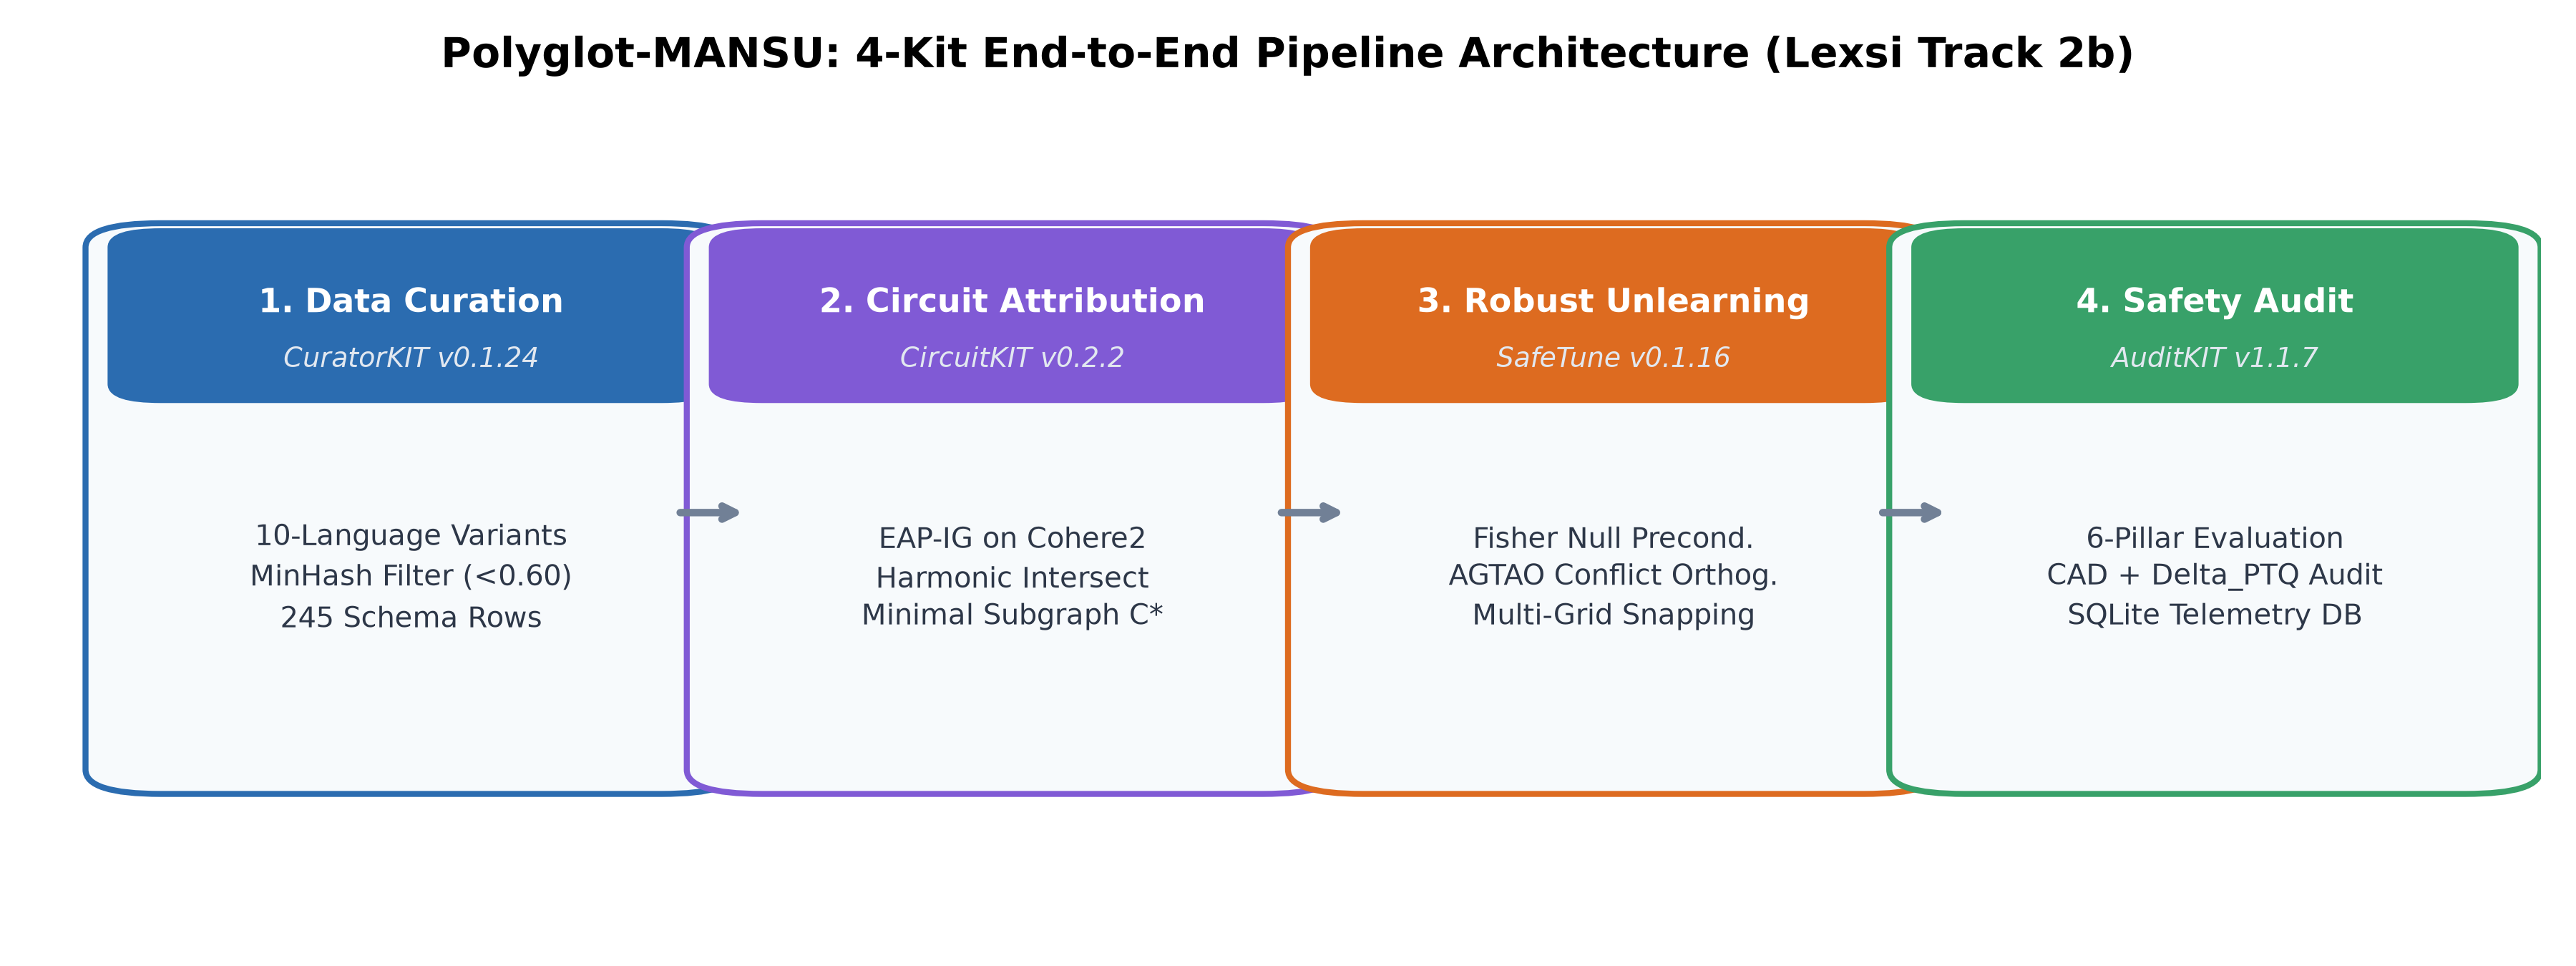 Polyglot-MANSU: 4-Kit End-to-End Pipeline Architecture (Lexsi Track 2b)
1. Data Curation
CuratorKIT v0.1.24
10-Language Variants
MinHash Filter (<0.60)
245 Schema Rows
2. Circuit Attribution
CircuitKIT v0.2.2
EAP-IG on Cohere2
Harmonic Intersect
Minimal Subgraph C*
3. Robust Unlearning
SafeTune v0.1.16
Fisher Null Precond.
AGTAO Conflict Orthog.
Multi-Grid Snapping
4. Safety Audit
AuditKIT v1.1.7
6-Pillar Evaluation
CAD + Delta_PTQ Audit
SQLite Telemetry DB